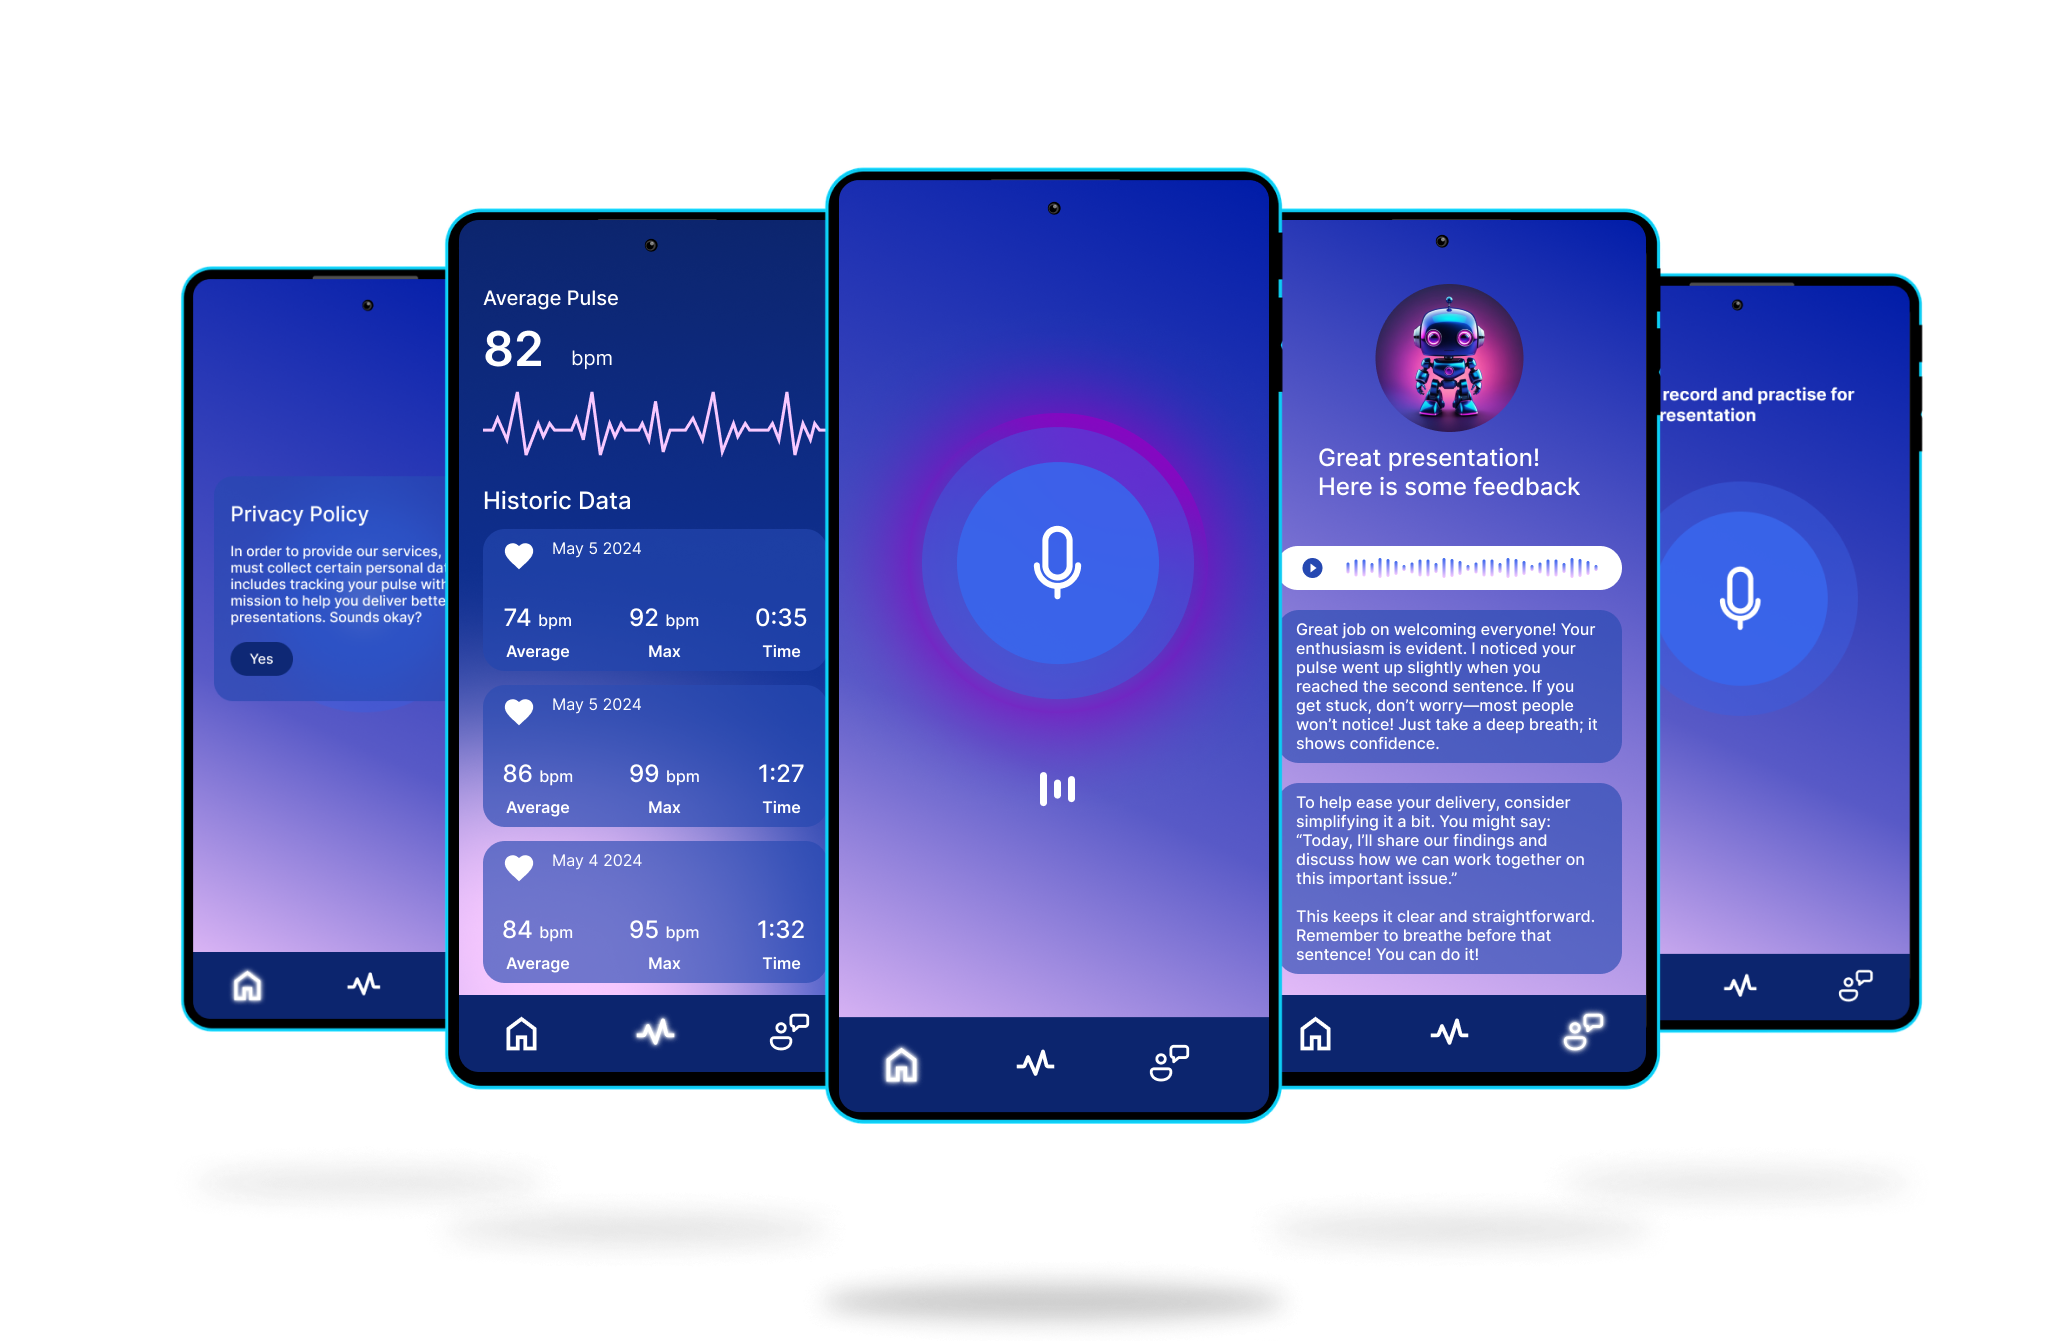 Privacy Policy
In order to provide our services,
must collect certain personal
includes tracking your pulse
mission to help you deliver
presentations. Sounds okay?
Yes
Average Pulse
82 bpm
Historic Data
May 5 2024
74 bpm 92 bpm 0:35
Average Max Time
May 5 2024
86 bpm 99 bpm 1:27
Average Max Time
May 4 2024
84 bpm 95 bpm 1:32
Average Max Time
Great presentation!
Here is some feedback
Great job on welcoming everyone! Your
enthusiasm is evident. I noticed your
pulse went up slightly when you
reached the second sentence. If you
get stuck, don’t worry—most people
won’t notice! Just take a deep breath; it
shows confidence.
To help ease your delivery, consider
simplifying it a bit. You might say:
“Today, I’ll share our findings and
discuss how we can work together on
this important issue.”
This keeps it clear and straightforward.
Remember to breathe before that
sentence! You can do it!
record and practise for
resentation